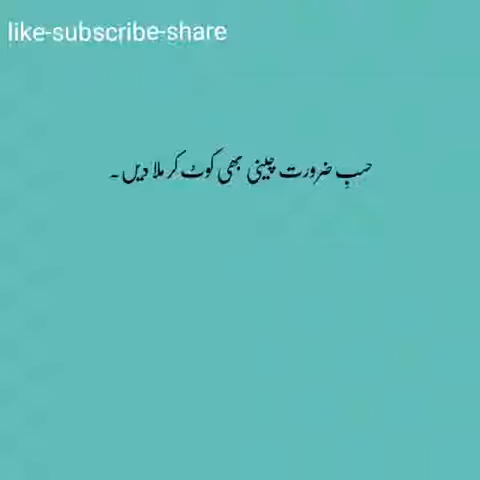 like-subscribe-share
حسبِ ضرورت چینی بھی کوٹ کر ملا دیں۔